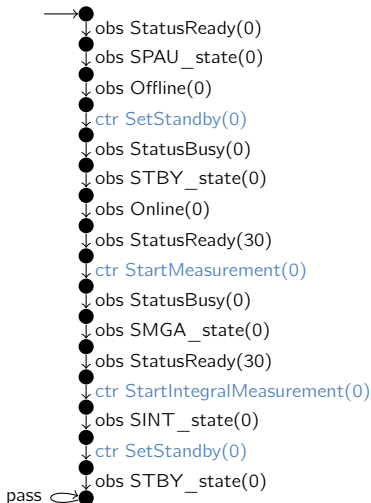 obs StatusReady(0)
obs SPAU_state(0)
obs Offline(0)
ctr SetStandby(0)
obs StatusBusy(0)
obs STBY_state(0)
obs Online(0)
obs StatusReady(30)
ctr StartMeasurement(0)
obs StatusBusy(0)
obs SMGA_state(0)
obs StatusReady(30)
ctr StartIntegralMeasurement(0)
obs SINT_state(0)
ctr SetStandby(0)
obs STBY_state(0)
pass